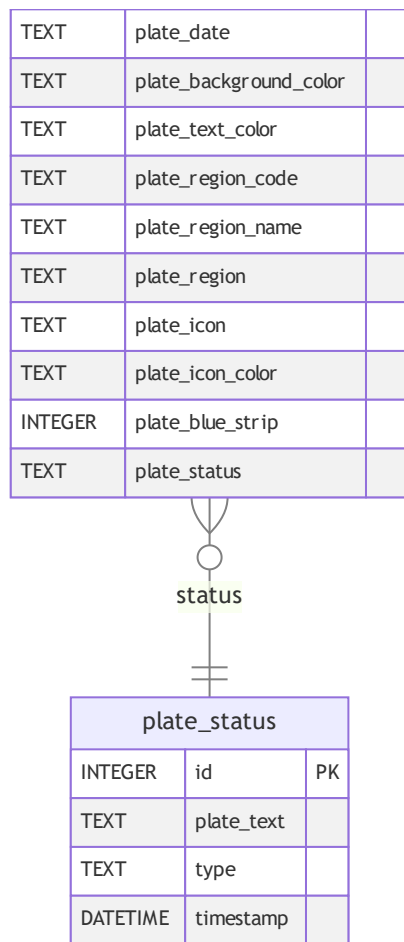 TEXT plate_date
TEXT plate_background_color
TEXT plate_text_color
TEXT plate_region_code
TEXT plate_region_name
TEXT plate_region
TEXT plate_icon
TEXT plate_icon_color
INTEGER plate_blue_strip
TEXT plate_status
status
plate_status
INTEGER id PK
TEXT plate_text
TEXT type
DATETIME timestamp